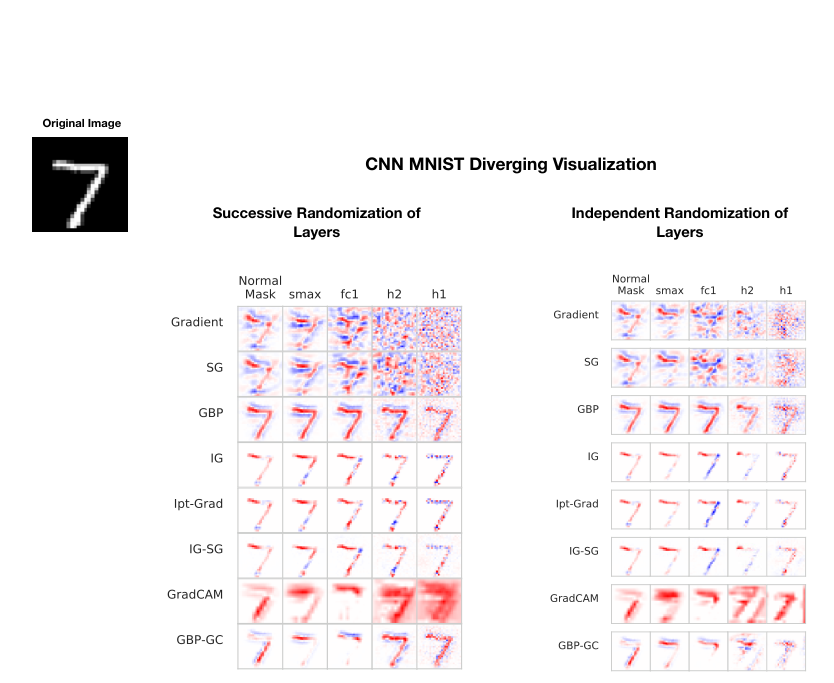 Original Image
CNN MNIST Diverging Visualization
Successive Randomization of
Layers
Normal
Mask smax fc1 h2 h1
Gradient
SG
GBP
IG
Ipt-Grad
IG-SG
GradCAM
GBP-GC
Independent Randomization of
Layers
Normal
Mask smax fc1 h2 h1
Gradient
SG
GBP
IG
Ipt-Grad
IG-SG
GradCAM
GBP-GC